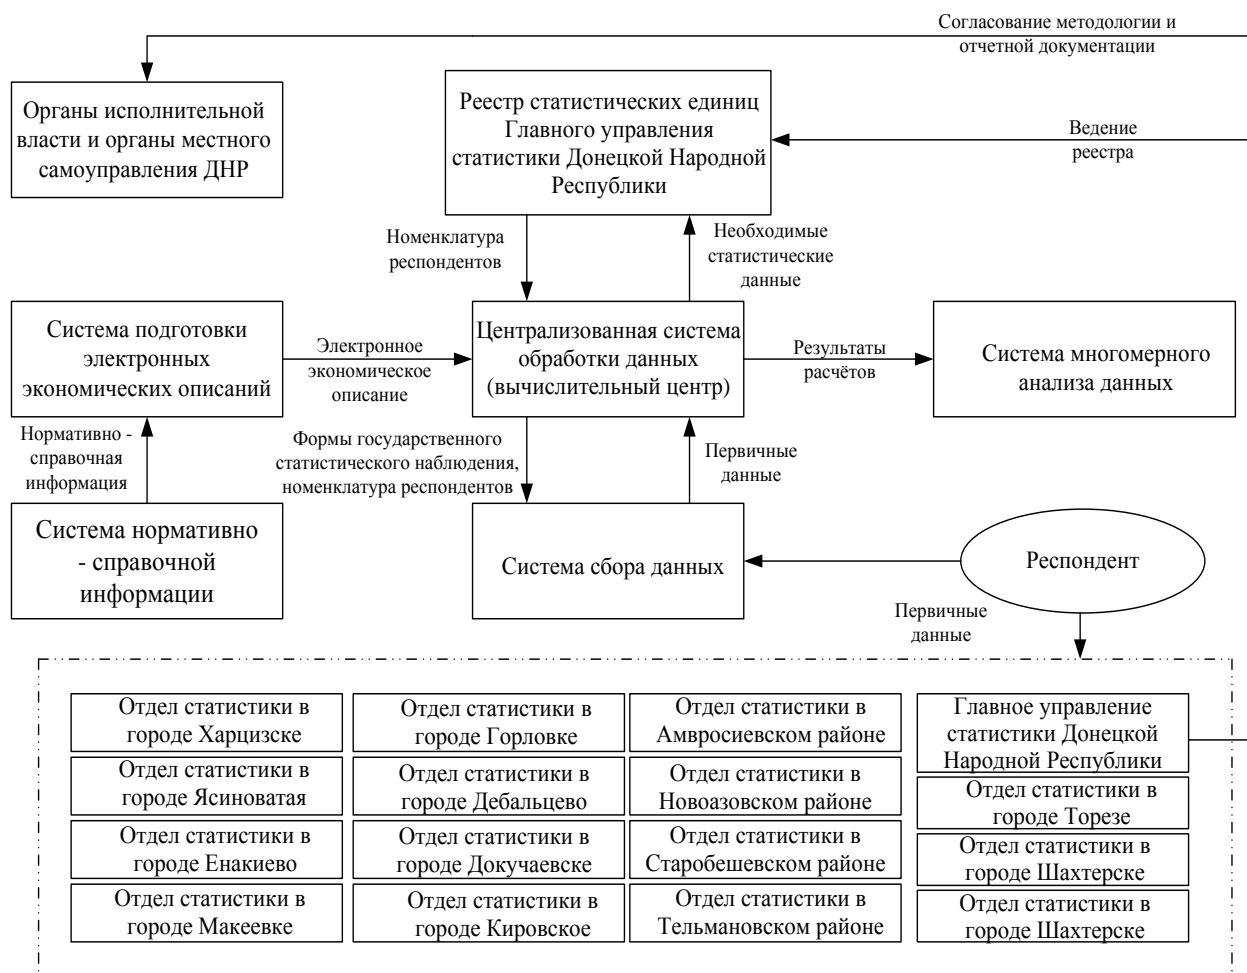 Согласование методологии и
отчетной документации
Органы исполнительной
власти и органы местного
самоуправления ДНР
Реестр статистических единиц
Главного управления
статистики Донецкой Народной
Республики
Ведение
реестра
Номенклатура
респондентов
Необходимые
статистические
данные
Система подготовки
электронных
экономических описаний
Электронное
экономическое
описание
Централизованная система
обработки данных
(вычислительный центр)
Результаты
расчётов
Система многомерного
анализа данных
Нормативно -
справочная
информация
Формы государственного
статистического наблюдения,
номенклатура респондентов
Первичные
данные
Система нормативно
- справочной
информации
Система сбора данных
Респондент
Первичные
данные
Отдел статистики в
городе Харцизске
Отдел статистики в
городе Ясиноватая
Отдел статистики в
городе Енакиево
Отдел статистики в
городе Макеевке
Отдел статистики в
городе Горловке
Отдел статистики в
городе Дебальцево
Отдел статистики в
городе Докучаевске
Отдел статистики в
городе Кировское
Отдел статистики в
Амвросиевском районе
Отдел статистики в
Новоазовском районе
Отдел статистики в
Старобешевском районе
Отдел статистики в
Тельмановском районе
Главное управление
статистики Донецкой
Народной Республики
Отдел статистики в
городе Торезе
Отдел статистики в
городе Шахтерске
Отдел статистики в
городе Шахтерске